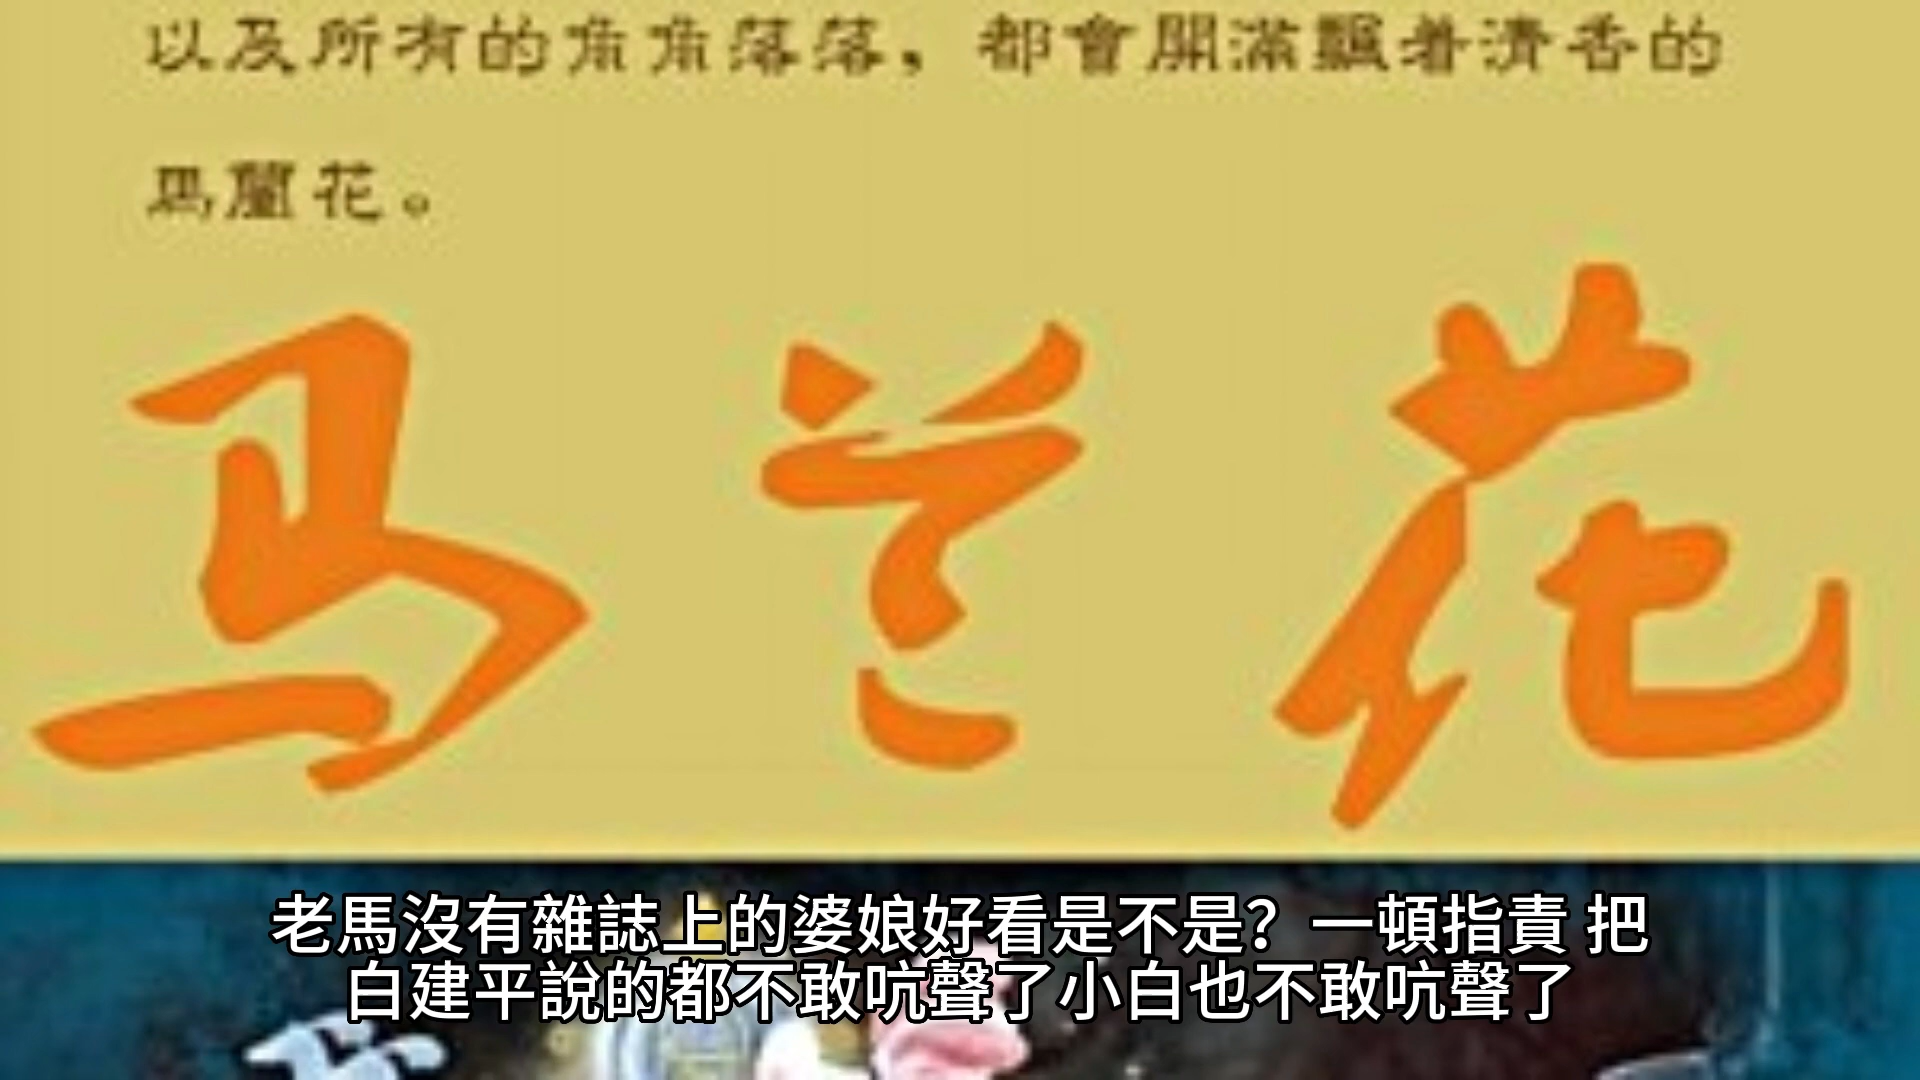 以及所有的角角落落，都會開滿飄着清香的
馬蘭花。
马兰花
老馬沒有雜誌上的婆娘好看是不是？一頓指責 把
白建平說的都不敢吭聲了小白也不敢吭聲了